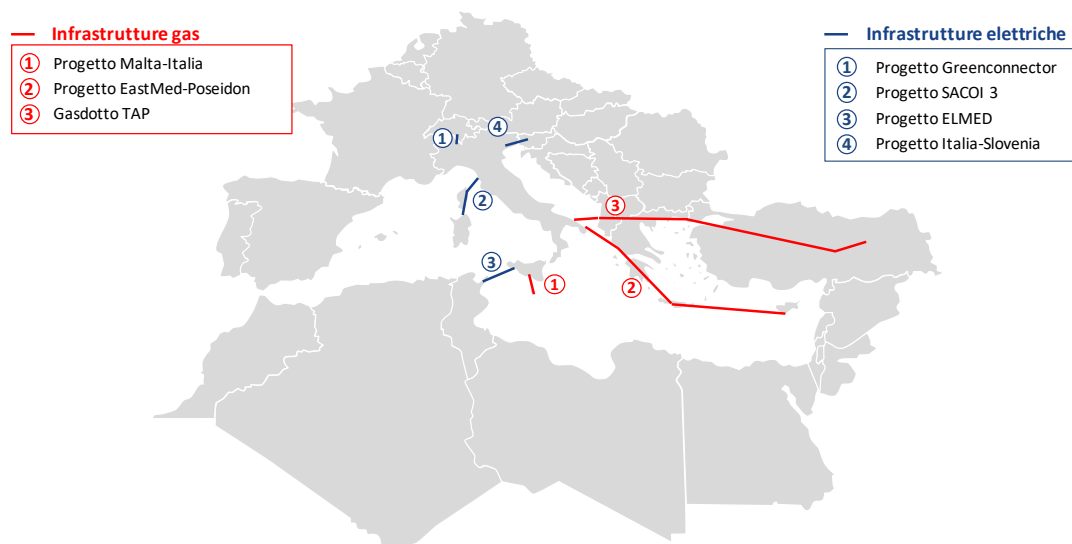 Infrastrutture gas
1 Progetto Malta-Italia
2 Progetto EastMed-Poseidon
3 Gasdotto TAP
Infrastrutture elettriche
1 Progetto Greenconnector
2 Progetto SACOI 3
3 Progetto ELMED
4 Progetto Italia-Slovenia
4
1
2
3
3
1
2